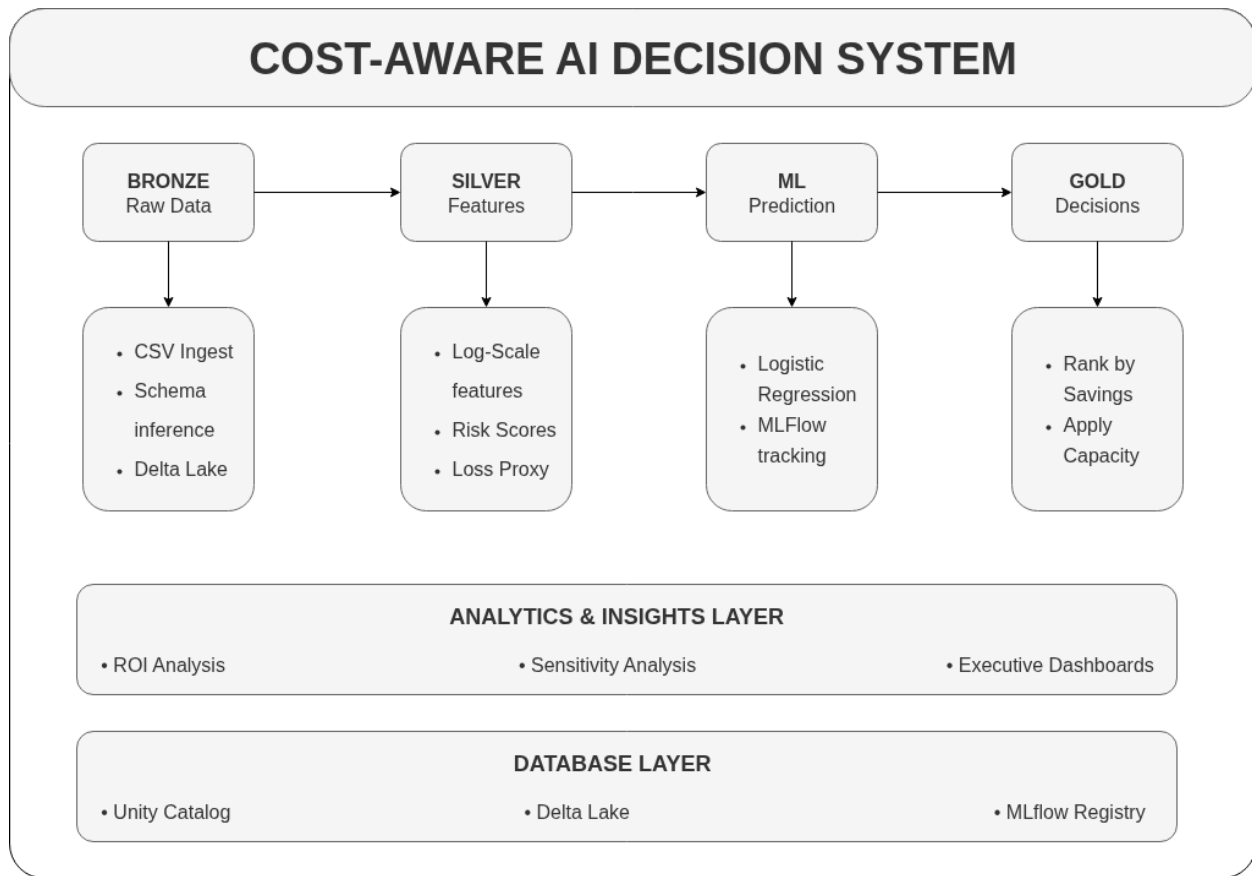 COST-AWARE AI DECISION SYSTEM
BRONZE
Raw Data
SILVER
Features
ML
Prediction
GOLD
Decisions
• CSV Ingest
• Schema
inference
• Delta Lake
• Log-Scale
features
• Risk Scores
• Loss Proxy
• Logistic
Regression
• MLFlow
tracking
• Rank by
Savings
• Apply
Capacity
ANALYTICS & INSIGHTS LAYER
• ROI Analysis
• Sensitivity Analysis
• Executive Dashboards
DATABASE LAYER
• Unity Catalog
• Delta Lake
• MLflow Registry